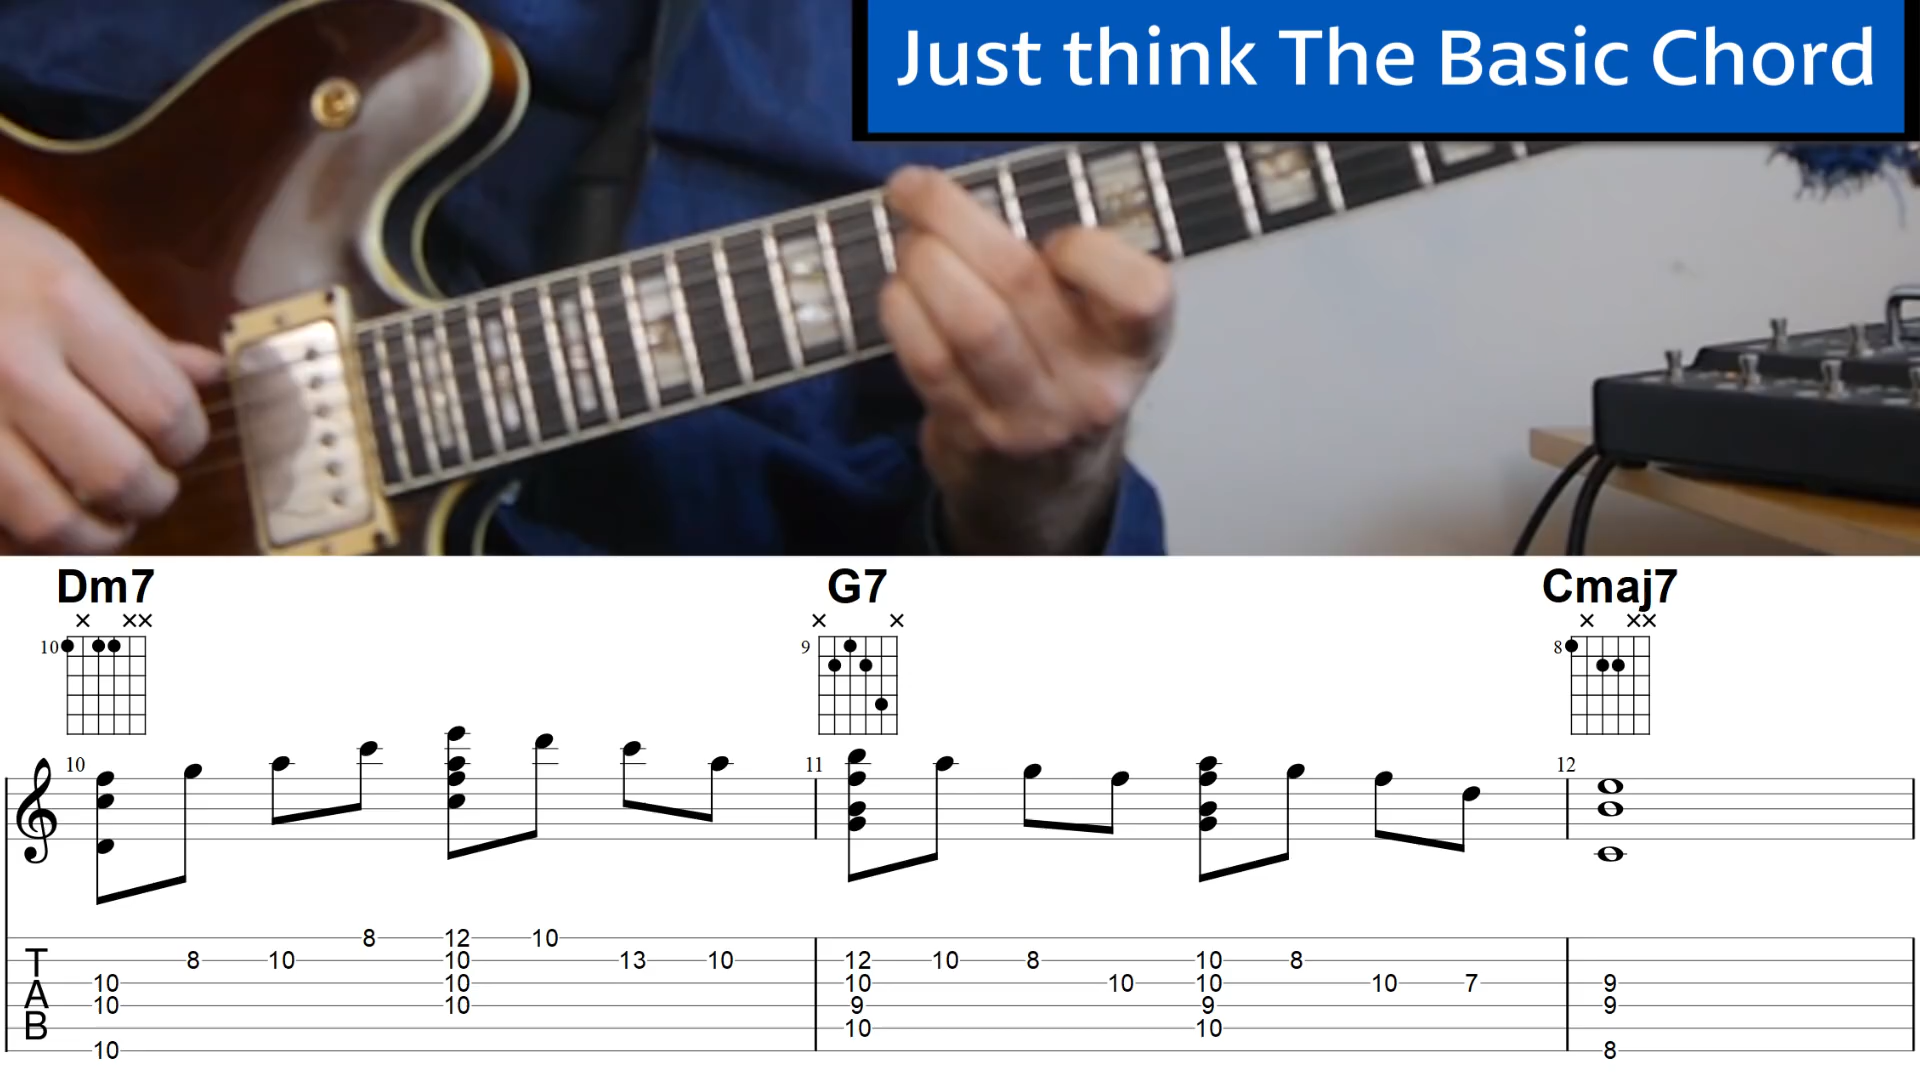 Just think The Basic Chord
Dm7 G7 Cmaj7
× ×× × × × ××
10 9 8
10 11 12
8 12 10
T 8 10 10 13 10 12 10 8 10 8
A 10 10 10 10 10 10 7 9
10 10 9 9 9
B 10 10
10 8